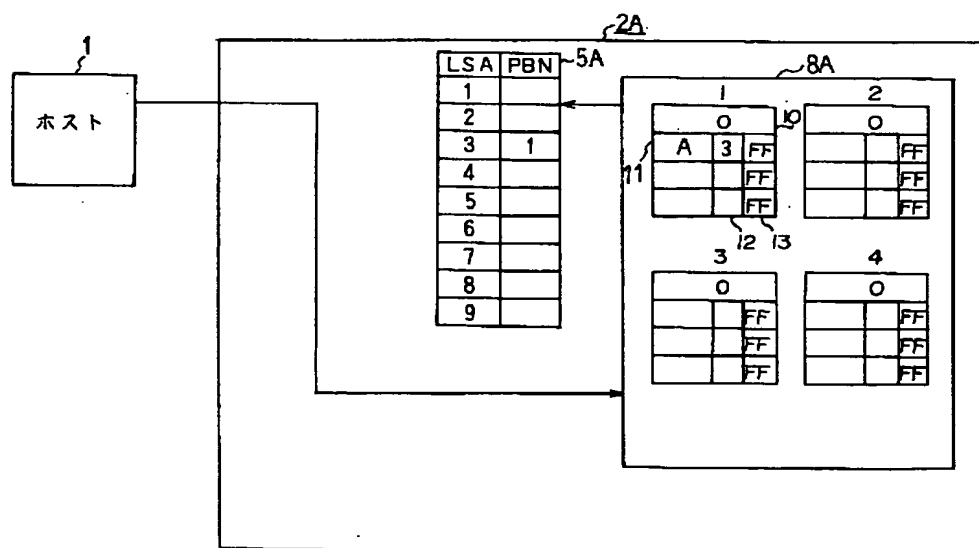 2A
1
ホスト
5A
LSA PBN
1
2
3 1
4
5
6
7
8
9
8A
1 2
0 10 0
11 A 3 FF FF
FF FF
FF FF
12 13
3 4
0 0
FF FF
FF FF
FF FF